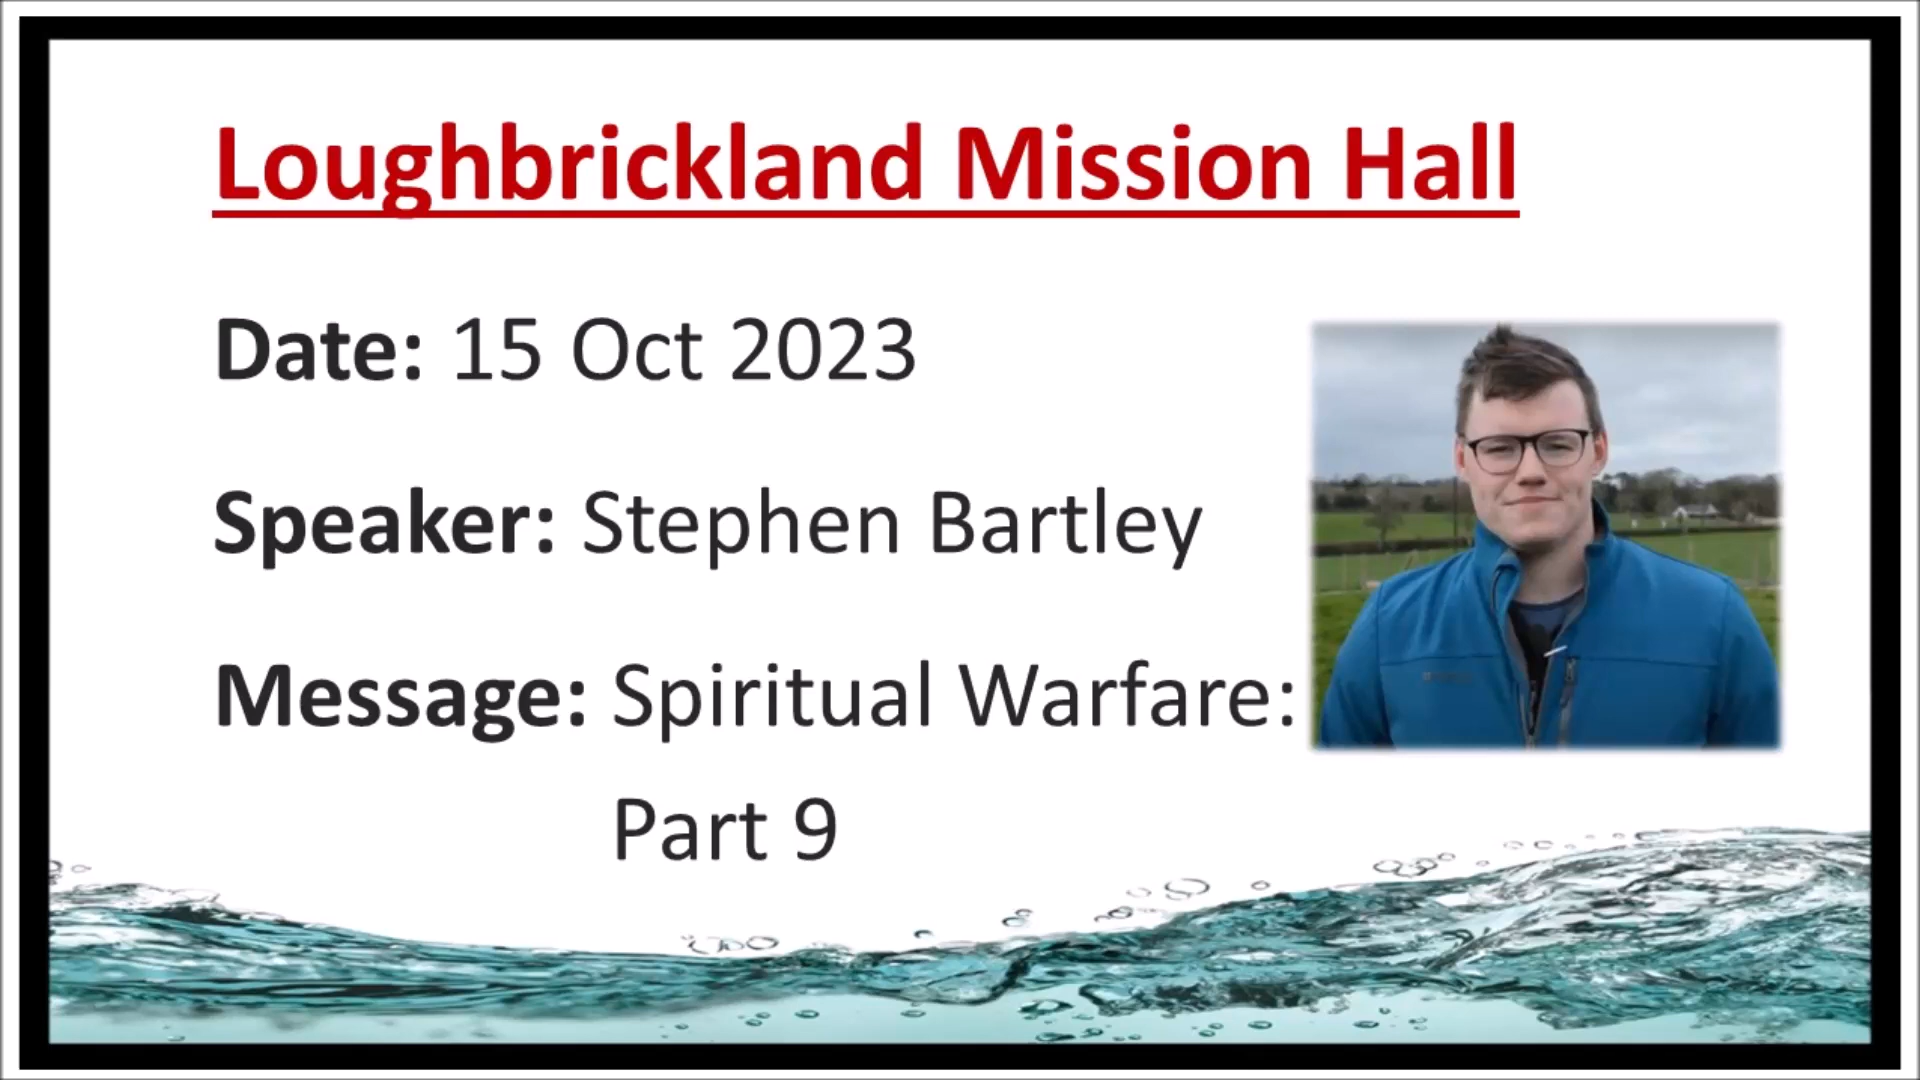 Loughbrickland Mission Hall
Date: 15 Oct 2023
Speaker: Stephen Bartley
Message: Spiritual Warfare:
Part 9